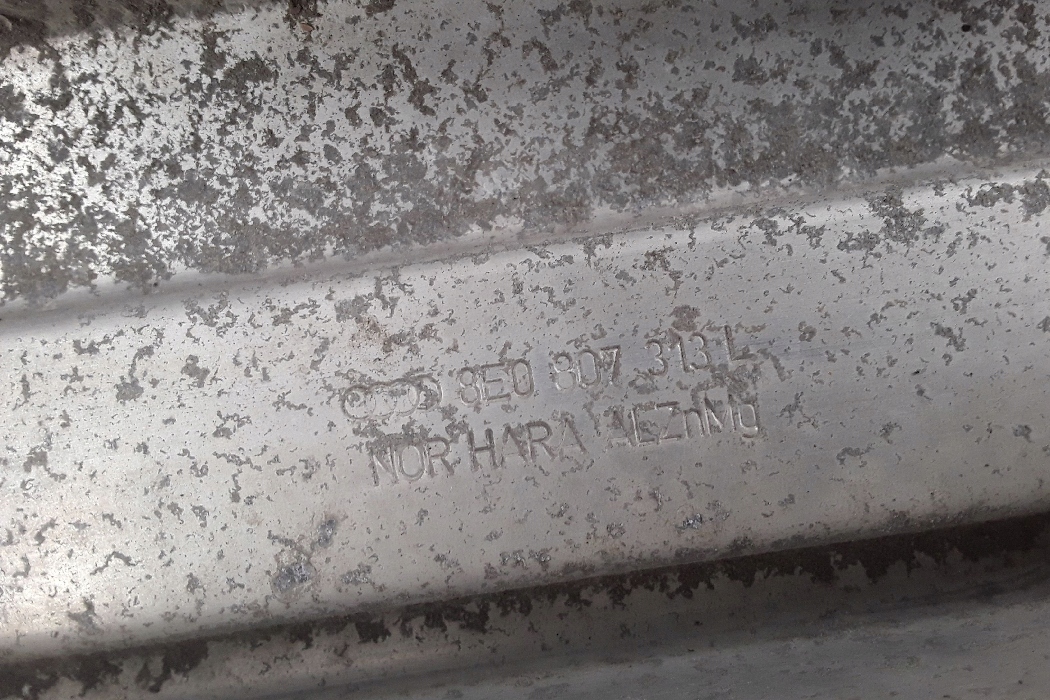 8E0 807 313 L
NOR HARA ALZnMg